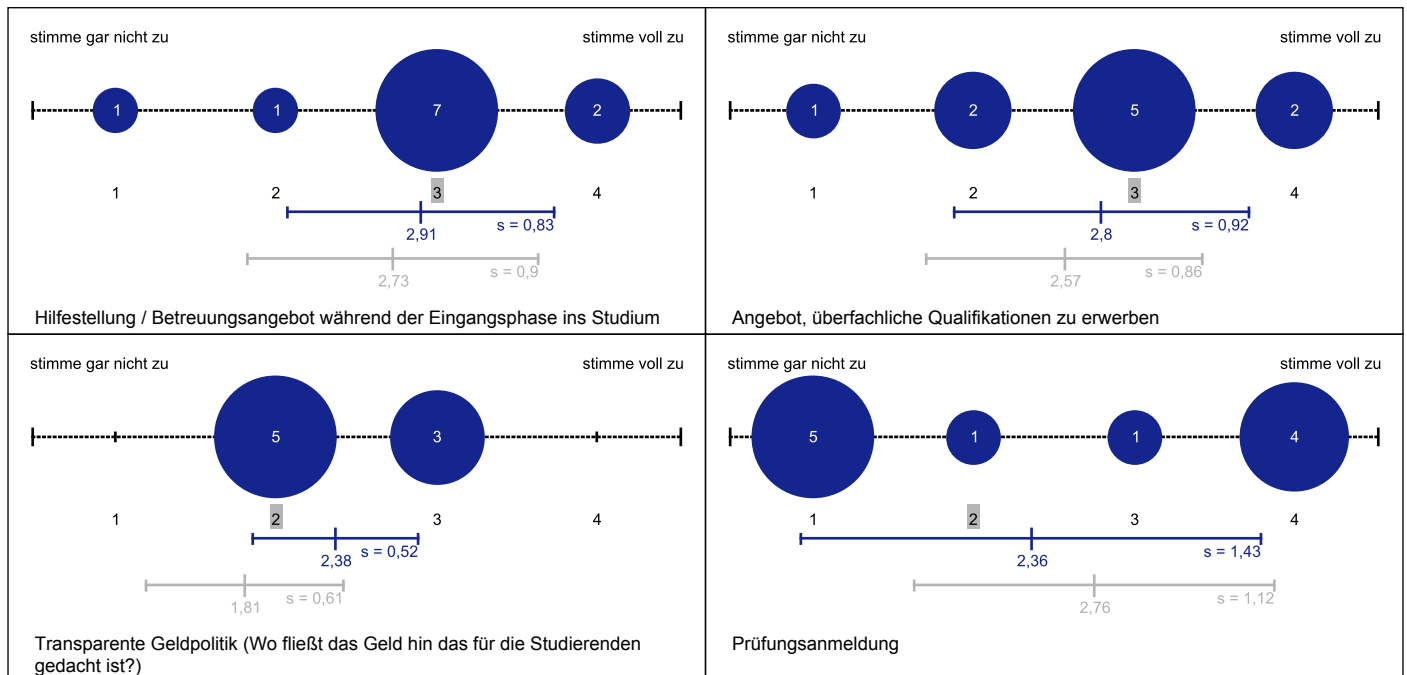 stimme gar nicht zu stimme voll zu
1 1 7 2
1 2 3 4
s = 0,83
2,91
s = 0,9
2,73
Hilfestellung / Betreuungsangebot während der Eingangsphase ins Studium
stimme gar nicht zu stimme voll zu
1 2 5 2
1 2 3 4
s = 0,92
2,8
s = 0,86
2,57
Angebot, überfachliche Qualifikationen zu erwerben
stimme gar nicht zu stimme voll zu
5 3
1 2 3 4
s = 0,52
2,38
s = 0,61
1,81
Transparente Geldpolitik (Wo fließt das Geld hin das für die Studierenden
gedacht ist?)
stimme gar nicht zu stimme voll zu
5 1 1 4
1 2 3 4
s = 1,43
2,36
s = 1,12
2,76
Prüfungsanmeldung